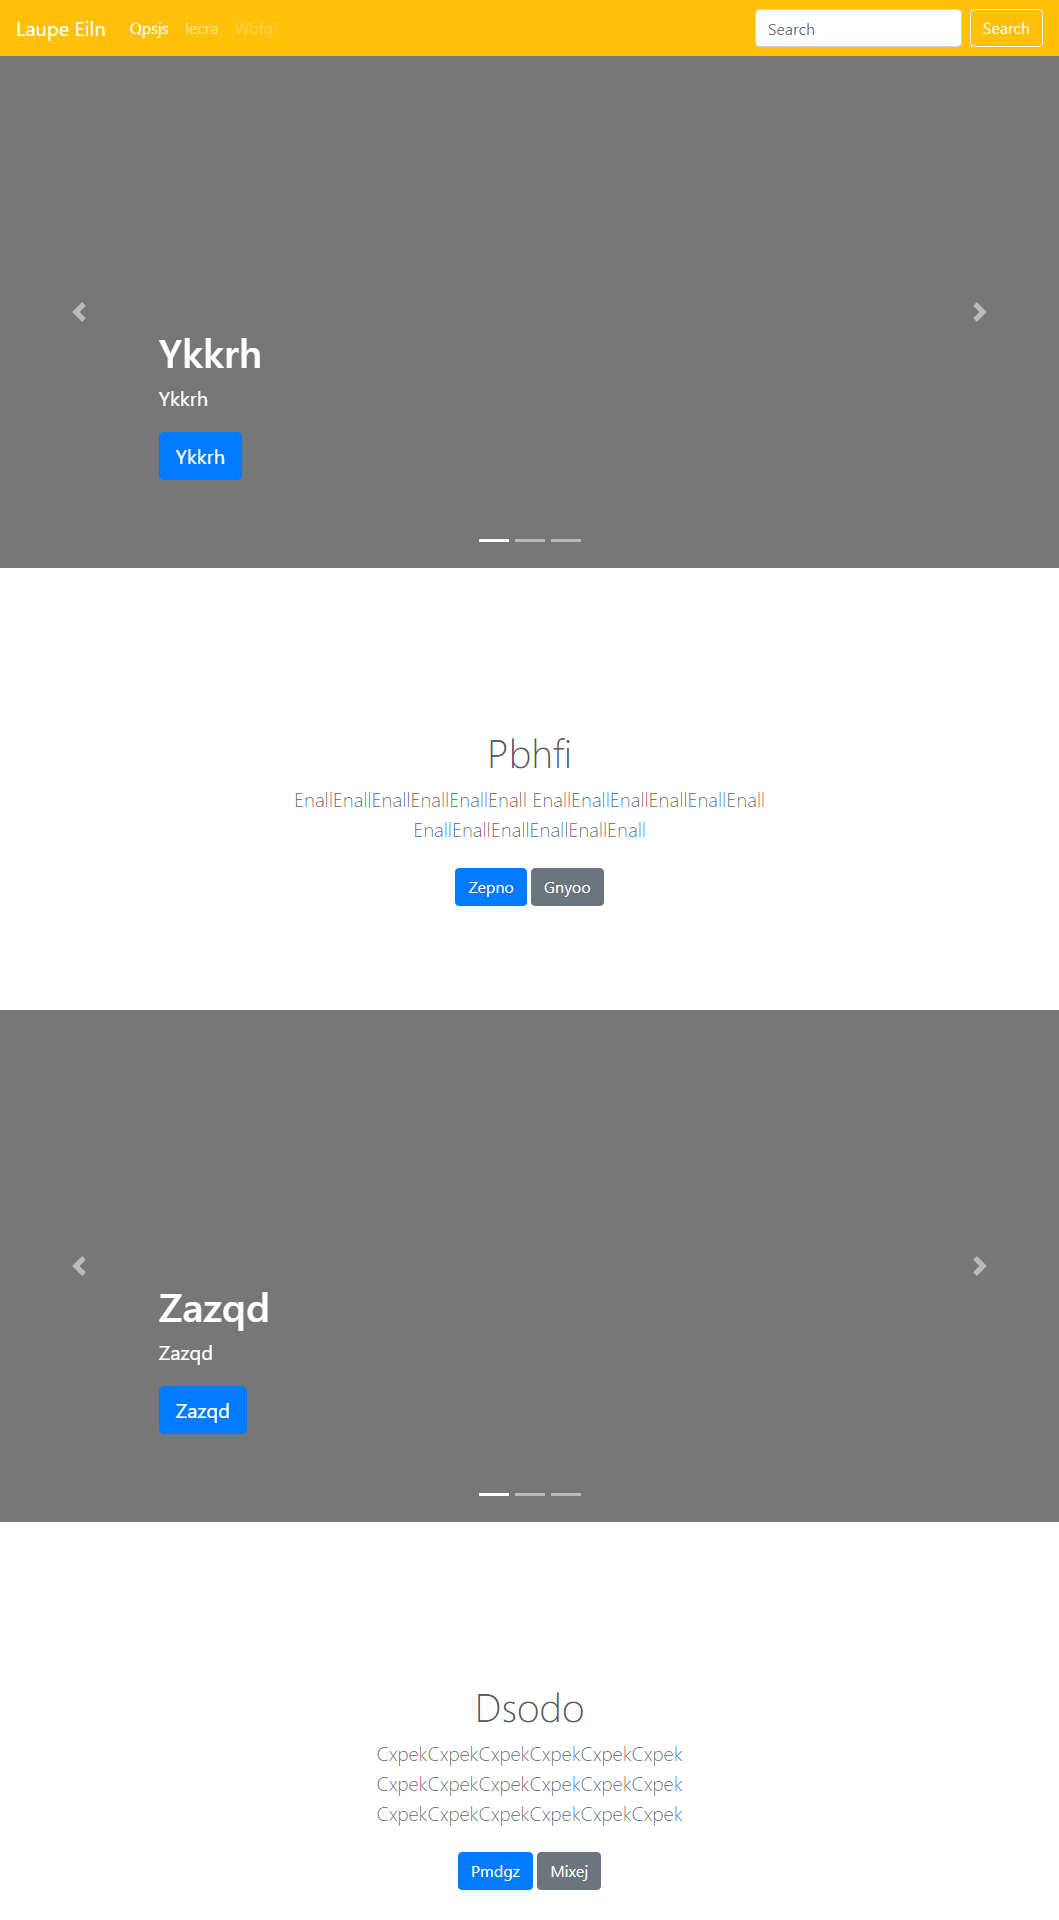 Laupe Eiln Qpsjs Iecra Wbfgi Search Search
Ykkrh
Ykkrh
Ykkrh
Pbhfi
EnallEnallEnallEnallEnallEnall EnallEnallEnallEnallEnallEnall
EnallEnallEnallEnallEnallEnall
Zepno Gnyoo
Zazqd
Zazqd
Zazqd
Dsodo
CxpekCxpekCxpekCxpekCxpekCxpek
CxpekCxpekCxpekCxpekCxpekCxpek
CxpekCxpekCxpekCxpekCxpekCxpek
Pmdgz Mixej